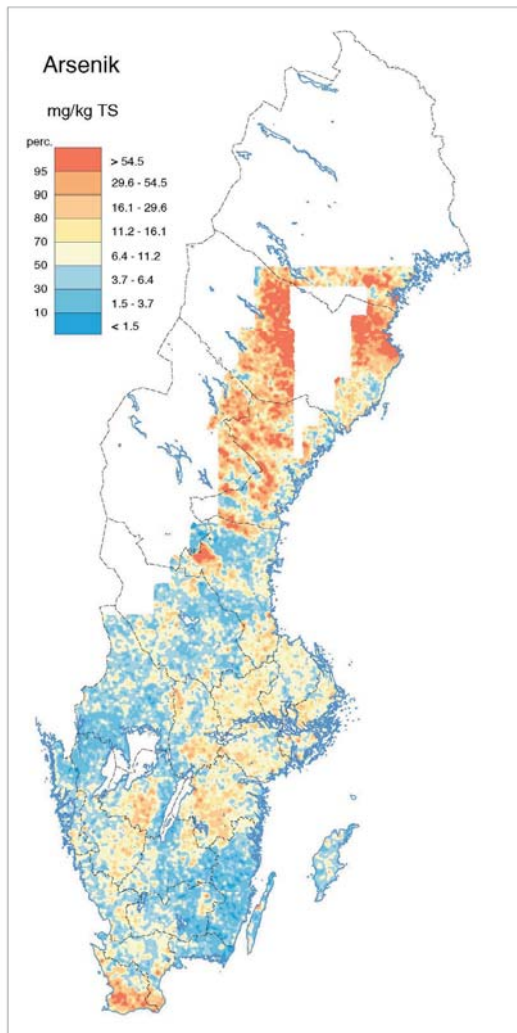 Arsenik
mg/kg TS
perc.
> 54.5
95
29.6 - 54.5
90
16.1 - 29.6
80
11.2 - 16.1
70
6.4 - 11.2
50
3.7 - 6.4
30
1.5 - 3.7
10
< 1.5